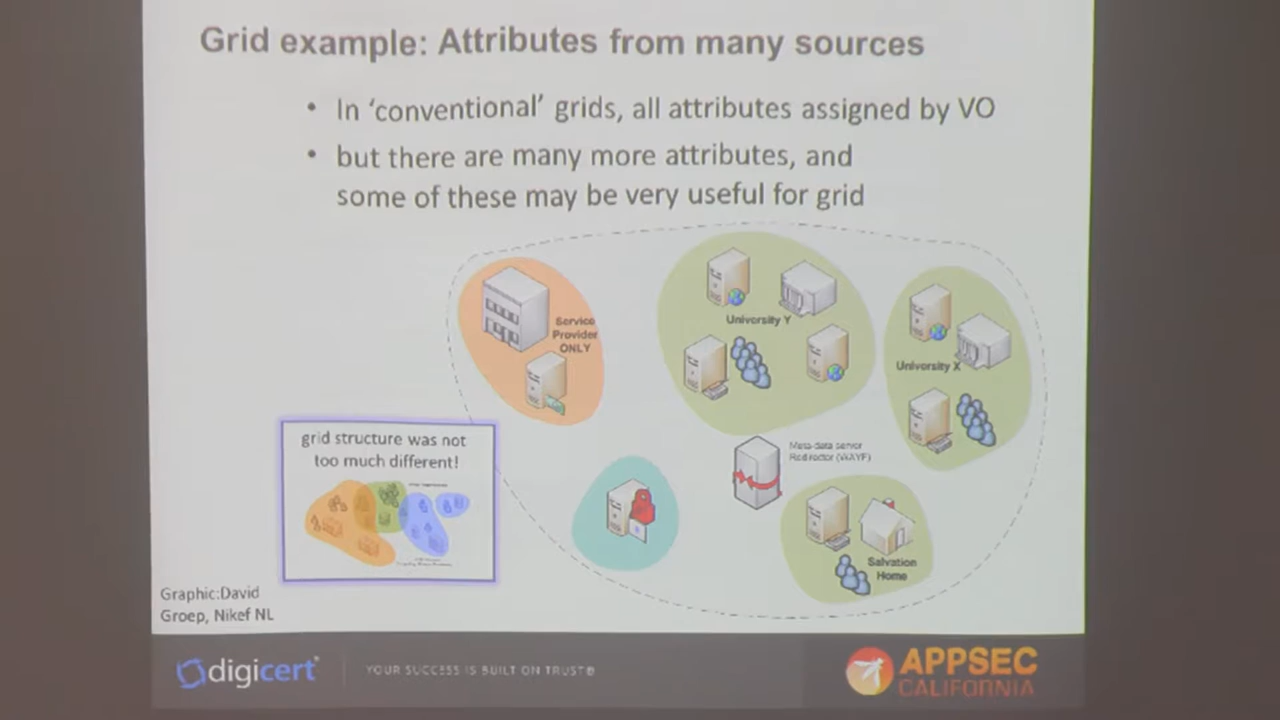 Grid example: Attributes from many sources
• In ‘conventional’ grids, all attributes assigned by VO
• but there are many more attributes, and
some of these may be very useful for grid
Service
Provider
ONLY
University Y
University X
grid structure was not
too much different!
Meta-data server
Redirector (WAYF)
Salvation
Home
Graphic:David
Groep, Nikef NL
digicert
YOUR SUCCESS IS BUILT ON TRUST®
APPSEC
CALIFORNIA